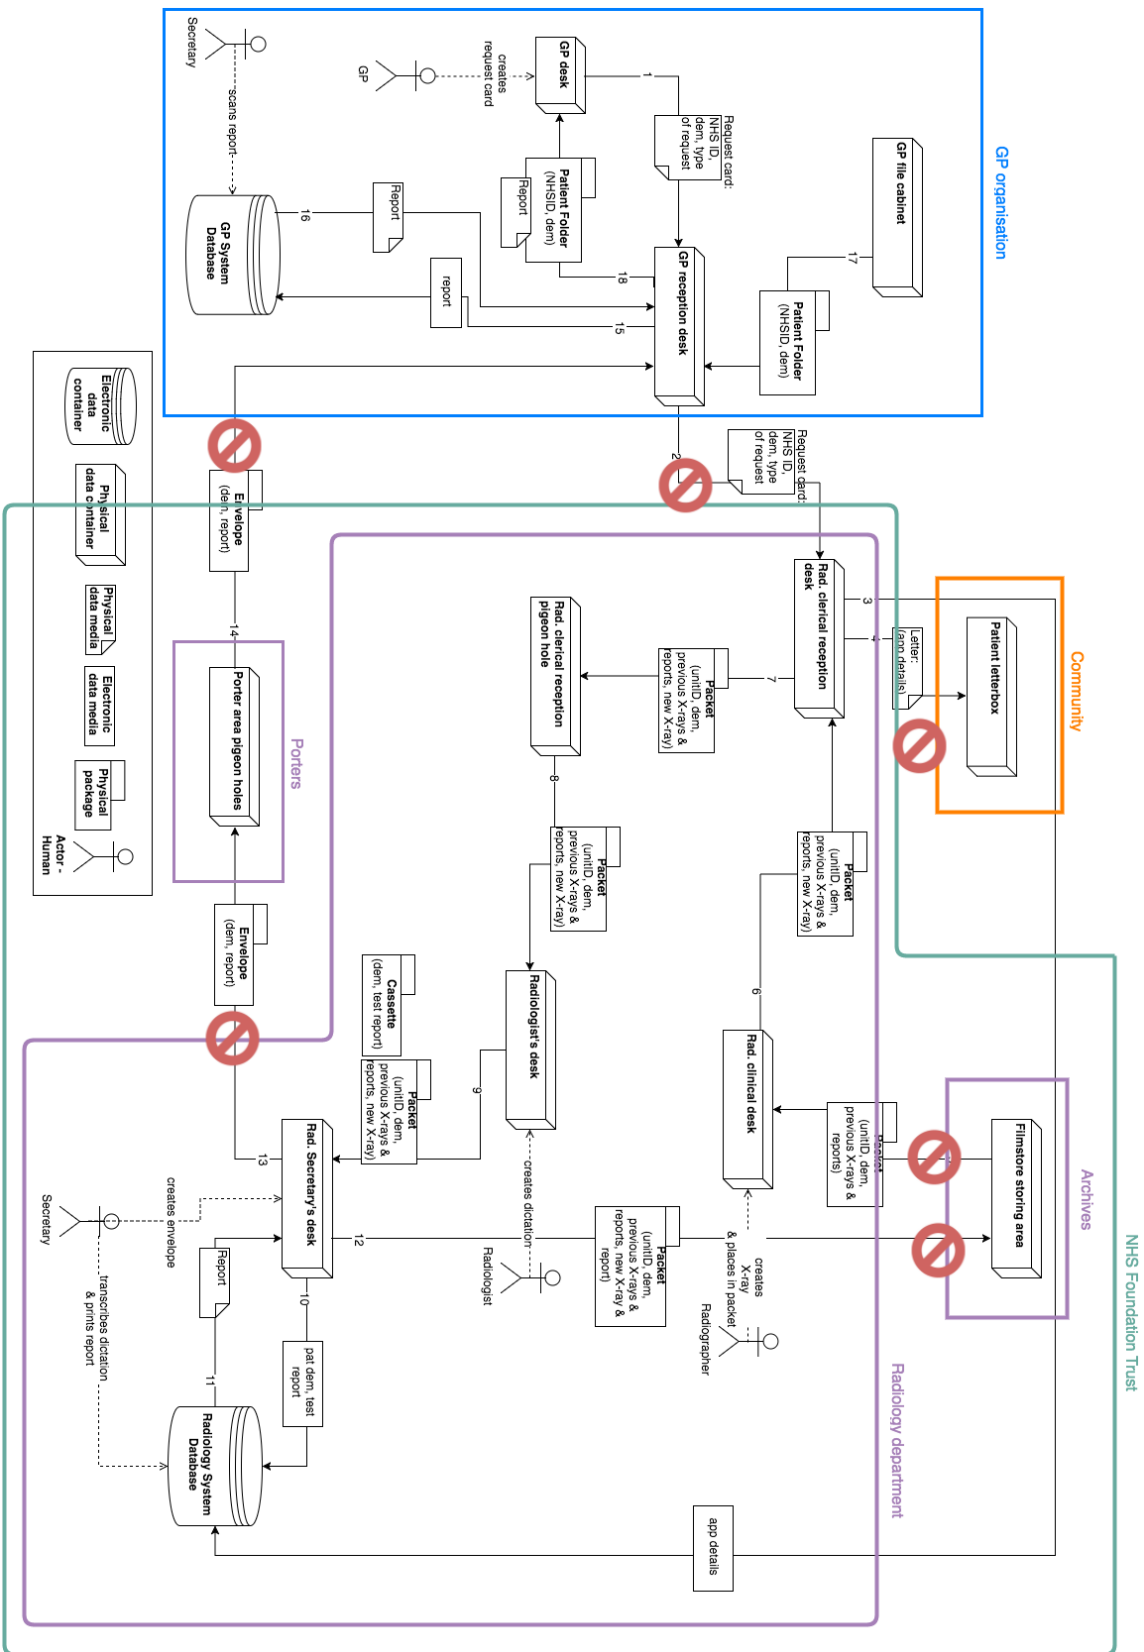 GP organisation
Secretary
scans report
GP System
Database
16
Report
report
15
GP
creates
request card
GP desk
1
Request card:
NHS ID,
dem, type
of request
Patient Folder
(NHSID, dem)
Report
18
GP reception desk
GP file cabinet
17
Patient Folder
(NHSID, dem)
2
Request card:
NHS ID,
dem, type
of request
Community
Patient letterbox
3
4
Letter:
(app details)
Rad. clerical reception
desk
7
Packet
(unitID, dem,
previous X-rays &
reports, new X-ray)
Rad. clerical reception
pigeon hole
8
Packet
(unitID, dem,
previous X-rays &
reports, new X-ray)
Packet
(unitID, dem,
previous X-rays &
reports, new X-ray)
6
Rad. clinical desk
Packet
(unitID, dem,
previous X-rays &
reports)
Archives
Filmstore storing area
NHS Foundation Trust
Radiology department
creates
X-ray
& places in packet
Radiographer
Radiologist's desk
creates dictation
Radiologist
9
Cassette
(dem, test report)
Packet
(unitID, dem,
previous X-rays &
reports, new X-ray)
Packet
(unitID, dem,
previous X-rays &
reports, new X-ray &
report)
12
Rad. Secretary's desk
10
pat dem, test
report
Radiology System
Database
11
Report
app details
Secretary
creates envelope
transcribes dictation
& prints report
13
Envelope
(dem, report)
Porters
Porter area pigeon holes
14
Envelope
(dem, report)
Electronic
data
container
Physical
data container
Physical
data media
Electronic
data media
Physical
package
Actor -
Human